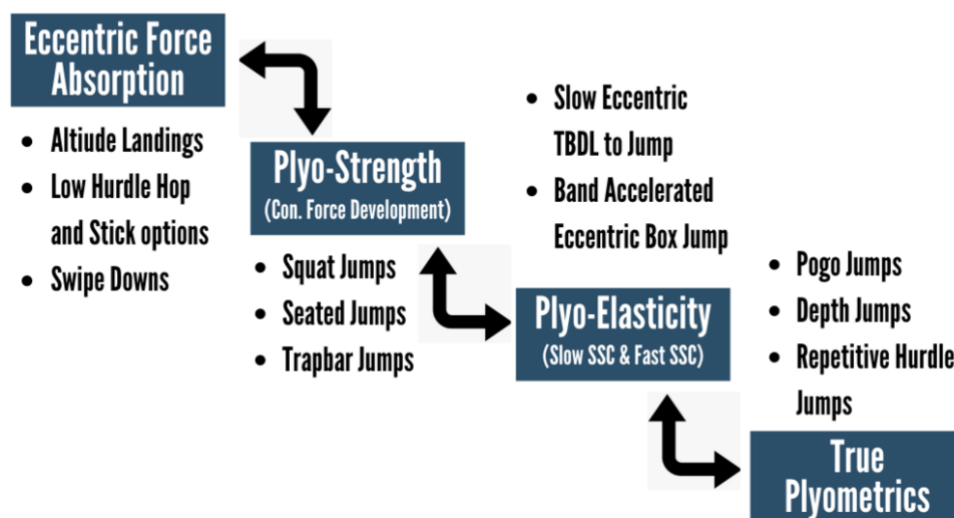 Eccentric Force
Absorption
• Altiude Landings
• Low Hurdle Hop
and Stick options
• Swipe Downs
Plyo-Strength
(Con. Force Development)
• Squat Jumps
• Seated Jumps
• Trapbar Jumps
• Slow Eccentric
TBDL to Jump
• Band Accelerated
Eccentric Box Jump
Plyo-Elasticity
(Slow SSC & Fast SSC)
• Pogo Jumps
• Depth Jumps
• Repetitive Hurdle
Jumps
True
Plyometrics